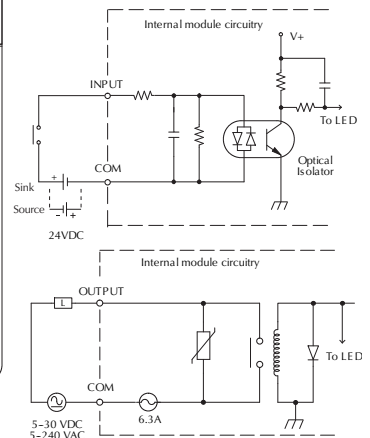 Internal module circuitry
V+
INPUT
To LED
COM
Optical
Isolator
Sink
+
Source
- +
24VDC
Internal module circuitry
OUTPUT
L
To LED
COM
6.3A
5–30 VDC
5–240 VAC